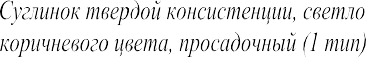 Суглинок твердой консистенции, светло
коричневого цвета, просадочный (1 тип)